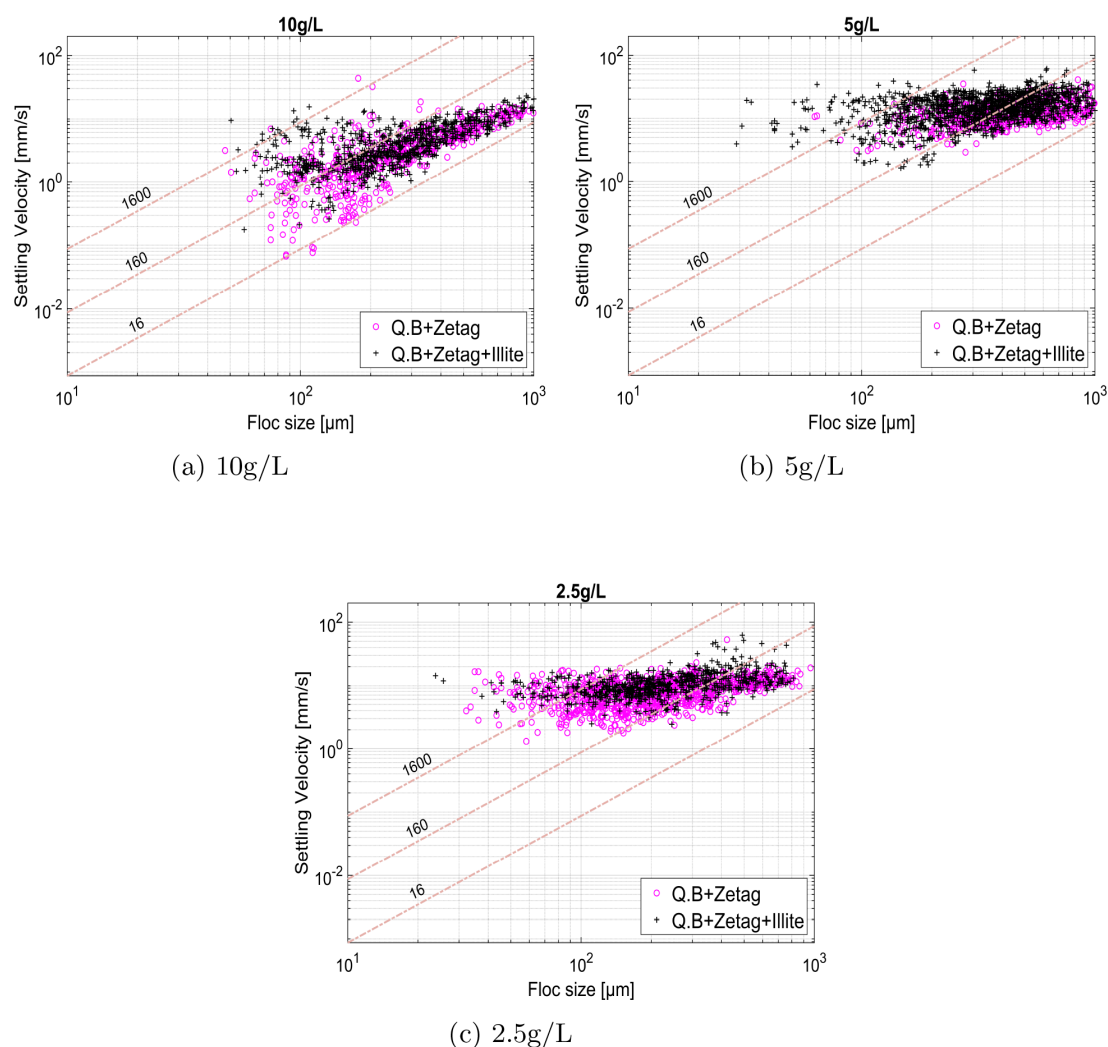 10g/L
10²
10⁰
10⁻²
Settling Velocity [mm/s]
1600
160
16
Q.B+Zetag
Q.B+Zetag+Illite
10¹
10²
10³
Floc size [µm]
(a) 10g/L
5g/L
10²
10⁰
10⁻²
Settling Velocity [mm/s]
1600
160
16
Q.B+Zetag
Q.B+Zetag+Illite
10¹
10²
10³
Floc size [µm]
(b) 5g/L
2.5g/L
10²
10⁰
10⁻²
Settling Velocity [mm/s]
1600
160
16
Q.B+Zetag
Q.B+Zetag+Illite
10¹
10²
10³
Floc size [µm]
(c) 2.5g/L